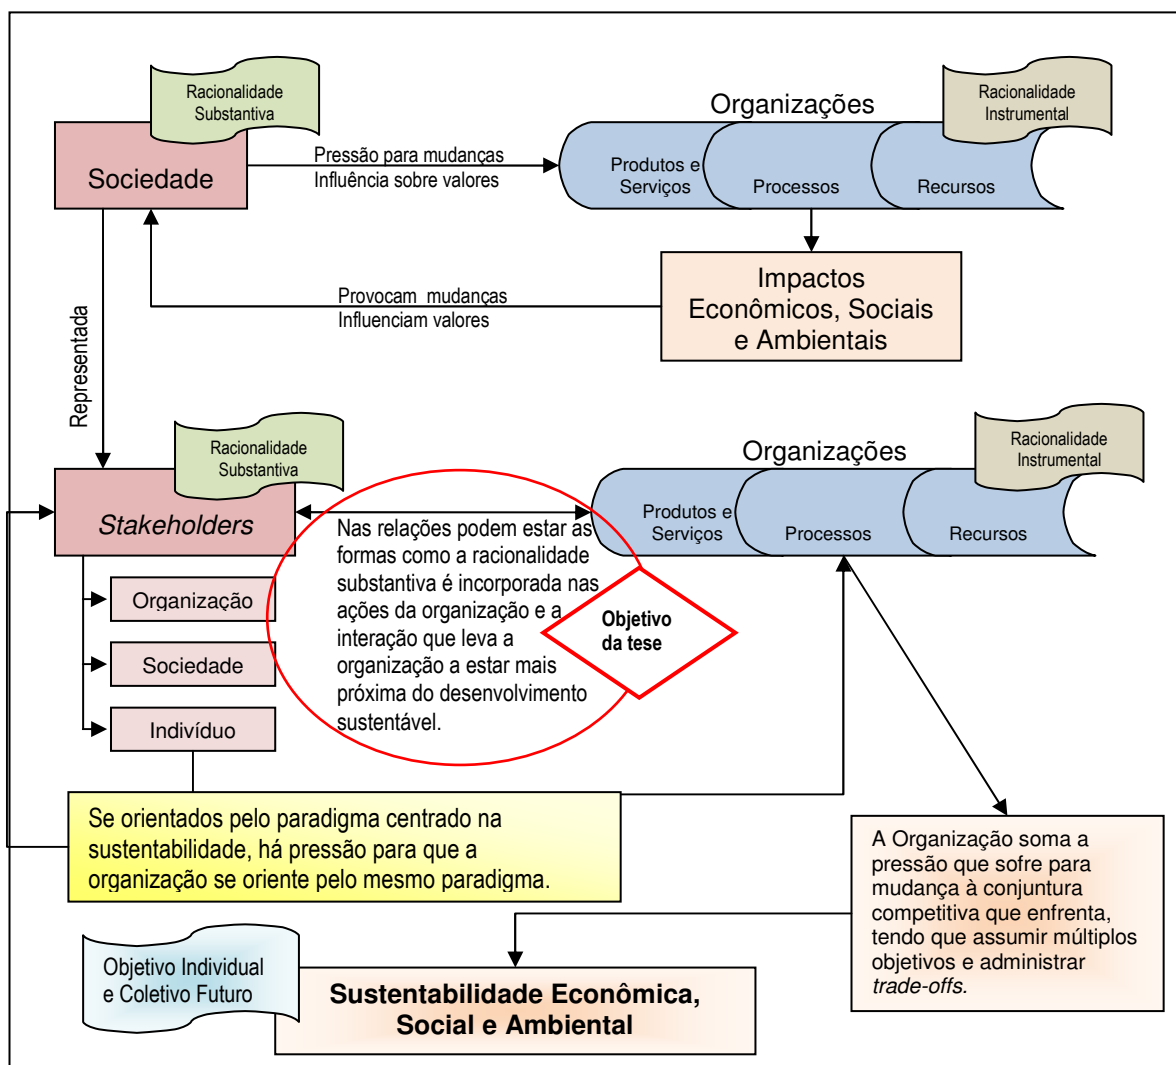 Racionalidade
Substantiva
Organizações
Racionalidade
Instrumental
Sociedade
Pressão para mudanças
Influência sobre valores
Produtos e
Serviços
Processos
Recursos
Impactos
Econômicos, Sociais
e Ambientais
Provocam mudanças
Influenciam valores
Representada
Racionalidade
Substantiva
Organizações
Racionalidade
Instrumental
Stakeholders
Produtos e
Serviços
Processos
Recursos
Nas relações podem estar as
formas como a racionalidade
substantiva é incorporada nas
ações da organização e a
interação que leva a
organização a estar mais
próxima do desenvolvimento
sustentável.
Objetivo
da tese
Organização
Sociedade
Indivíduo
Se orientados pelo paradigma centrado na
sustentabilidade, há pressão para que a
organização se oriente pelo mesmo paradigma.
A Organização soma a
pressão que sofre para
mudança à conjuntura
competitiva que enfrenta,
tendo que assumir múltiplos
objetivos e administrar
trade-offs.
Objetivo Individual
e Coletivo Futuro
Sustentabilidade Econômica,
Social e Ambiental